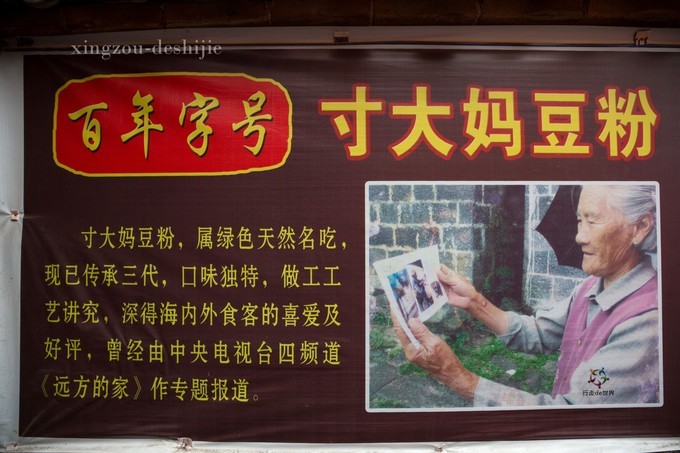 xingzou-deshijie
百年字号
寸大妈豆粉
寸大妈豆粉，属绿色天然名吃，
现已传承三代，口味独特，做工工
艺讲究，深得海内外食客的喜爱及
好评，曾经由中央电视台四频道
《远方的家》作专题报道。
行走de世界